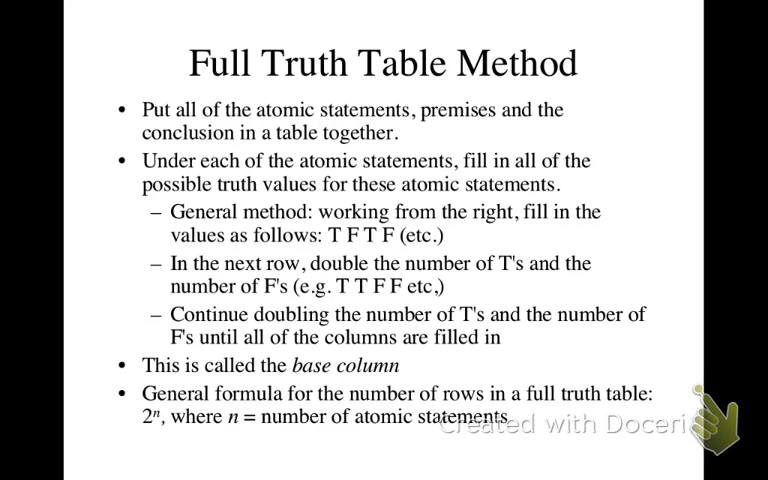 Full Truth Table Method
• Put all of the atomic statements, premises and the
conclusion in a table together.
• Under each of the atomic statements, fill in all of the
possible truth values for these atomic statements.
– General method: working from the right, fill in the
values as follows: T F T F (etc.)
– In the next row, double the number of T's and the
number of F's (e.g. T T F F etc,)
– Continue doubling the number of T's and the number of
F's until all of the columns are filled in
• This is called the base column
• General formula for the number of rows in a full truth table:
2ⁿ, where n = number of atomic statements
Created with Doceri